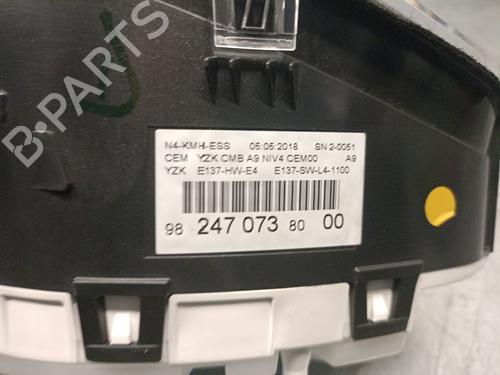 N4-KMH-ESS 05:05:2018 SN 2-0051
CEM YZK CMB A9 NIV4 CEM00 A9
YZK E137-HW-E4 E137-SW-L4-1100
98 247 073 80 00
B-PARTS